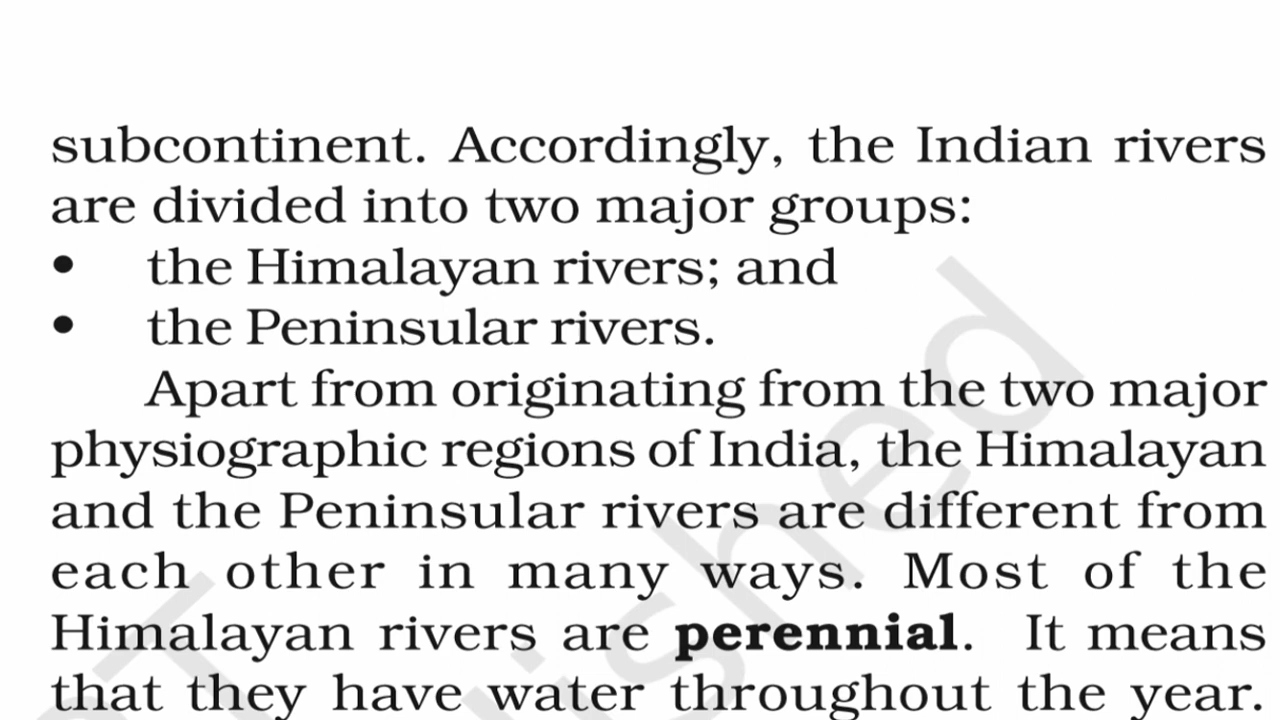 subcontinent. Accordingly, the Indian rivers
are divided into two major groups:
• the Himalayan rivers; and
• the Peninsular rivers.
Apart from originating from the two major
physiographic regions of India, the Himalayan
and the Peninsular rivers are different from
each other in many ways. Most of the
Himalayan rivers are perennial. It means
that they have water throughout the year.